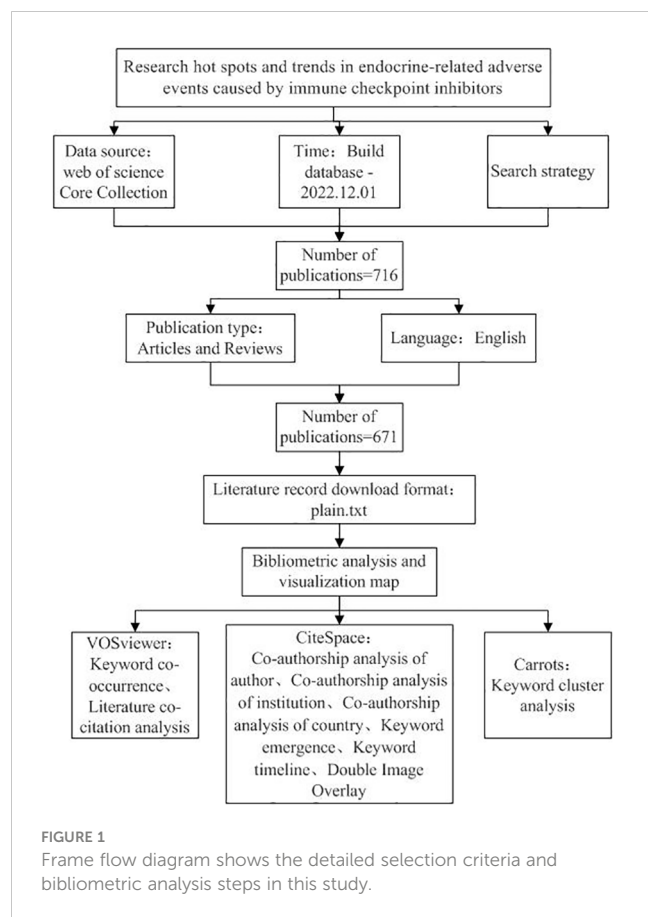 Research hot spots and trends in endocrine-related adverse
events caused by immune checkpoint inhibitors
Data source：
web of science
Core Collection
Time: Build
database -
2022.12.01
Search strategy
Number of
publications=716
Publication type：
Articles and Reviews
Language：English
Number of
publications=671
Literature record download format：
plain.txt
Bibliometric analysis and
visualization map
VOSviewer：
Keyword co-
occurrence、
Literature co-
citation analysis
CiteSpace：
Co-authorship analysis of
author、Co-authorship analysis
of institution、Co-authorship
analysis of country、Keyword
emergence、Keyword
timeline、Double Image
Overlay
Carrots：
Keyword cluster
analysis
FIGURE 1
Frame flow diagram shows the detailed selection criteria and
bibliometric analysis steps in this study.